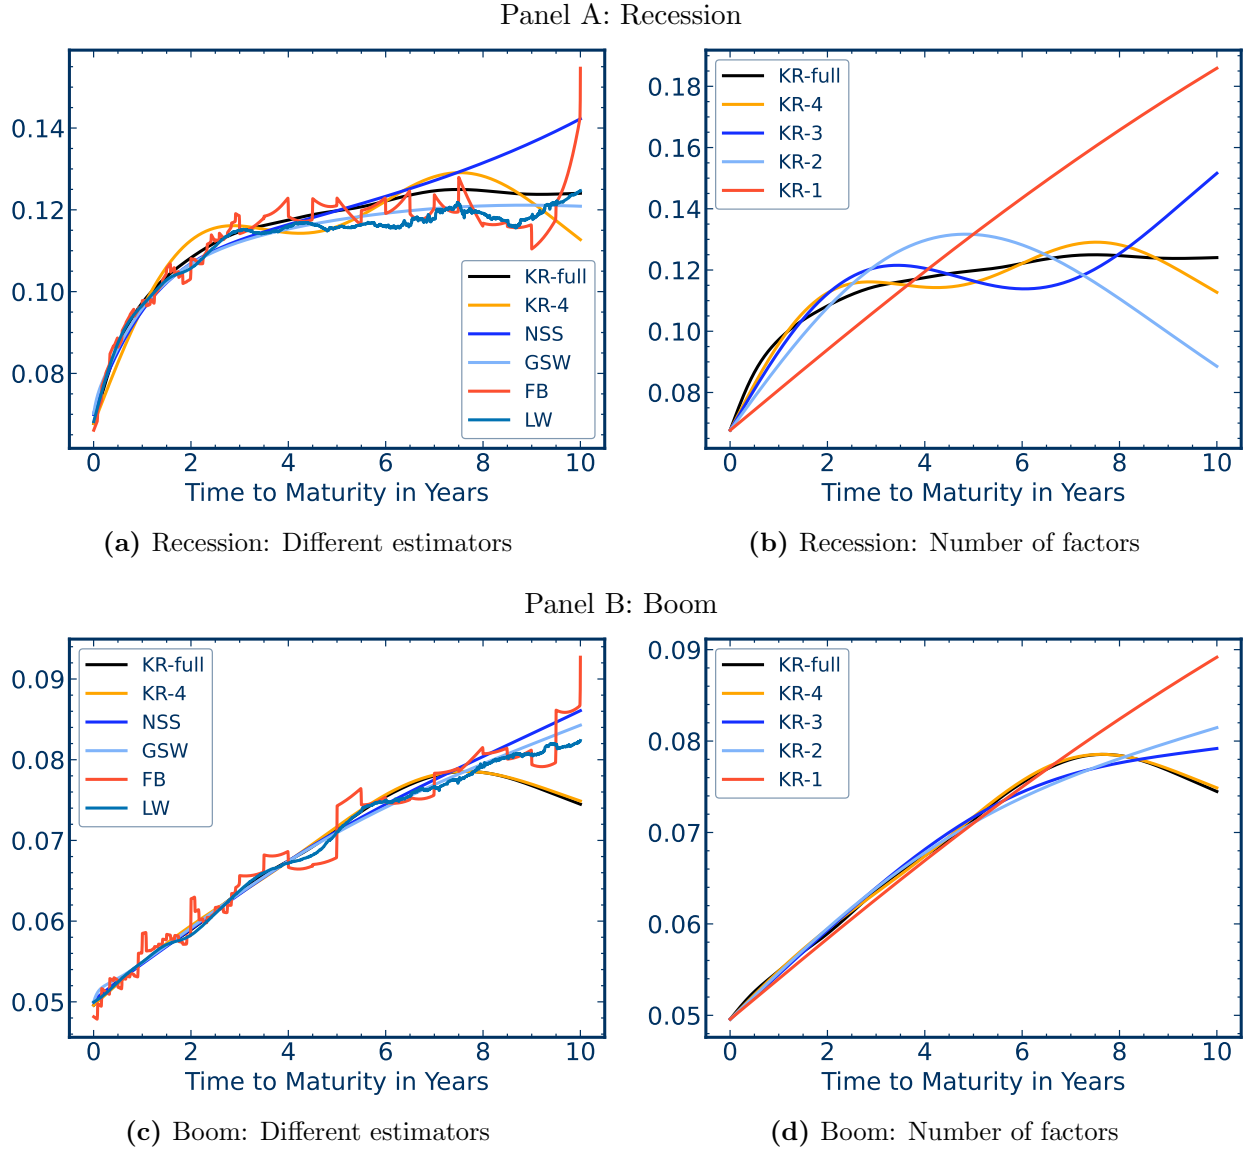 Panel A: Recession
0.14
0.12
0.10
0.08
KR-full
KR-4
NSS
GSW
FB
LW
0 2 4 6 8 10
Time to Maturity in Years
(a) Recession: Different estimators
0.18
0.16
0.14
0.12
0.10
0.08
KR-full
KR-4
KR-3
KR-2
KR-1
0 2 4 6 8 10
Time to Maturity in Years
(b) Recession: Number of factors
Panel B: Boom
0.09
0.08
0.07
0.06
0.05
KR-full
KR-4
NSS
GSW
FB
LW
0 2 4 6 8 10
Time to Maturity in Years
(c) Boom: Different estimators
0.09
0.08
0.07
0.06
0.05
KR-full
KR-4
KR-3
KR-2
KR-1
0 2 4 6 8 10
Time to Maturity in Years
(d) Boom: Number of factors